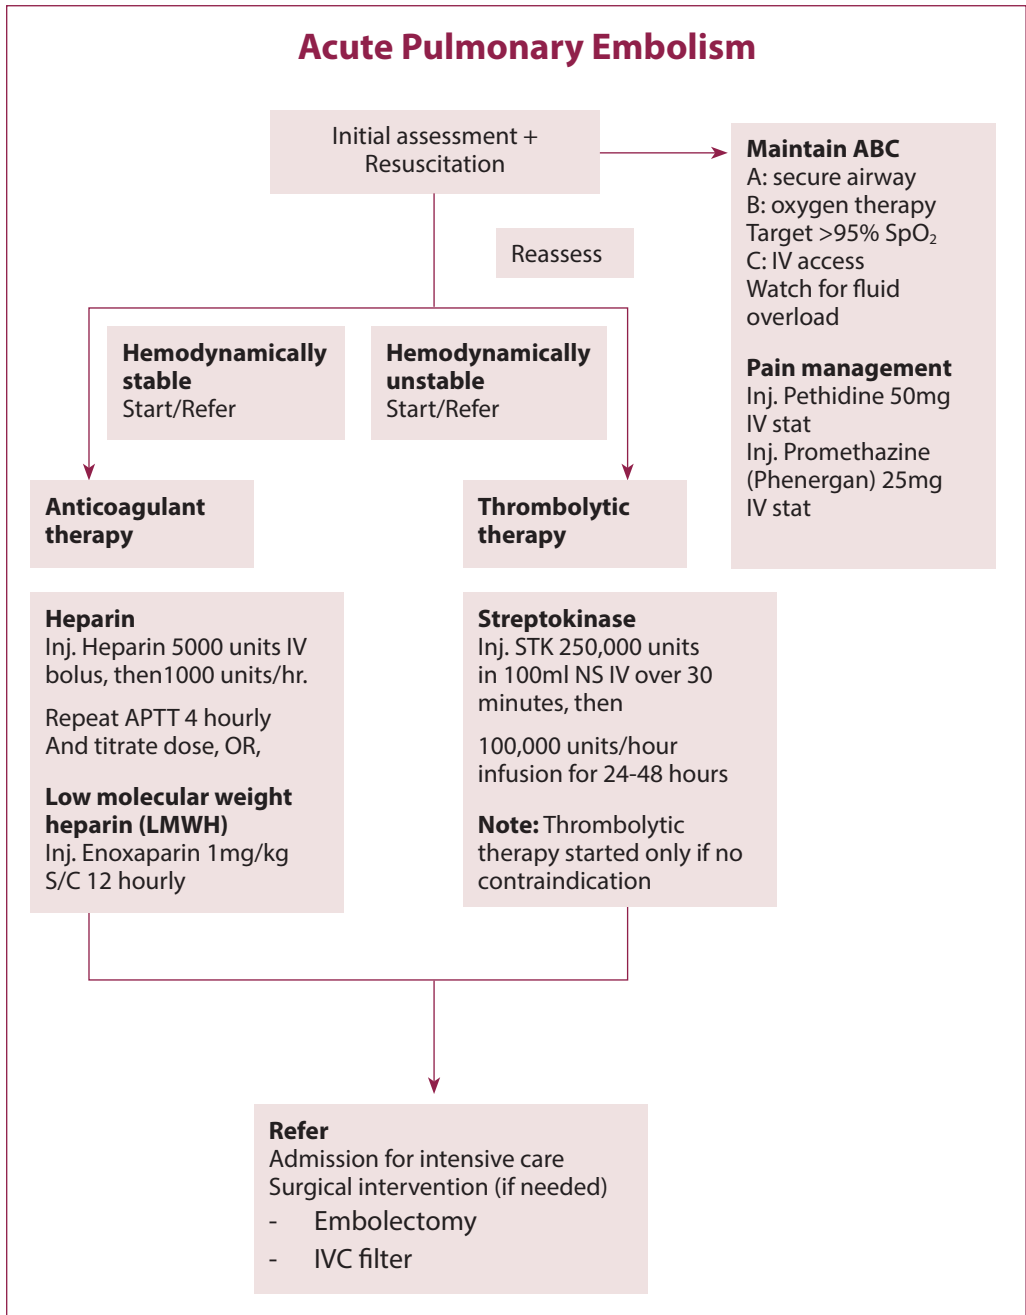 Acute Pulmonary Embolism
Initial assessment +
Resuscitation
Maintain ABC
A: secure airway
B: oxygen therapy
Target >95% SpO₂
C: IV access
Watch for fluid
overload
Pain management
Inj. Pethidine 50mg
IV stat
Inj. Promethazine
(Phenergan) 25mg
IV stat
Reassess
Hemodynamically
stable
Start/Refer
Hemodynamically
unstable
Start/Refer
Anticoagulant
therapy
Thrombolytic
therapy
Heparin
Inj. Heparin 5000 units IV
bolus, then1000 units/hr.
Repeat APTT 4 hourly
And titrate dose, OR,
Low molecular weight
heparin (LMWH)
Inj. Enoxaparin 1mg/kg
S/C 12 hourly
Streptokinase
Inj. STK 250,000 units
in 100ml NS IV over 30
minutes, then
100,000 units/hour
infusion for 24-48 hours
Note: Thrombolytic
therapy started only if no
contraindication
Refer
Admission for intensive care
Surgical intervention (if needed)
- Embolectomy
- IVC filter